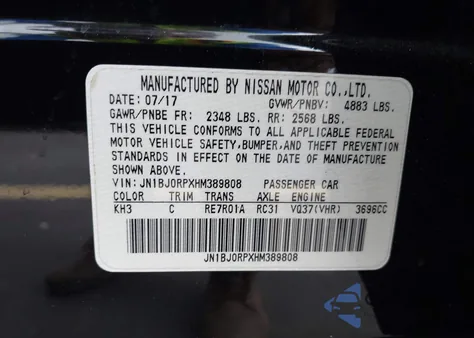 MANUFACTURED BY NISSAN MOTOR CO.,LTD.
DATE: 07/17 GVWR/PNBV: 4883 LBS.
GAWR/PNBE FR: 2348 LBS. RR: 2568 LBS.
THIS VEHICLE CONFORMS TO ALL APPLICABLE FEDERAL
MOTOR VEHICLE SAFETY, BUMPER, AND THEFT PREVENTION
STANDARDS IN EFFECT ON THE DATE OF MANUFACTURE
SHOWN ABOVE.
VIN: JN1BJ0RPXHM389808 PASSENGER CAR
COLOR TRIM TRANS AXLE ENGINE
KH3 C RE7R01A RC31 VQ37(VHR) 3696CC
JN1BJ0RPXHM389808